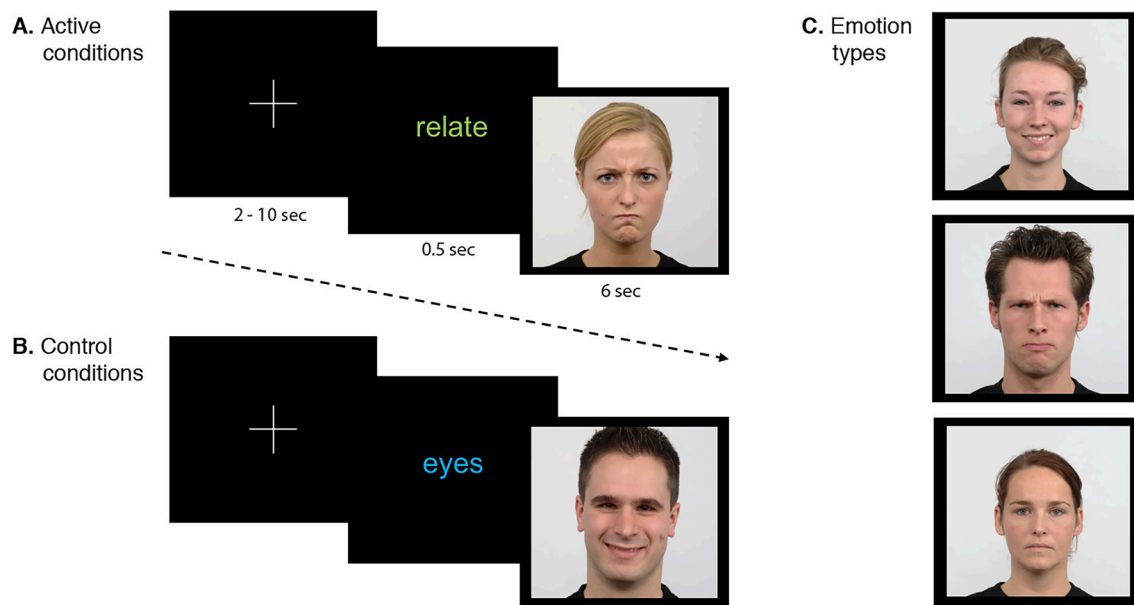 A. Active
conditions
relate
2 - 10 sec
0.5 sec
6 sec
B. Control
conditions
eyes
C. Emotion
types